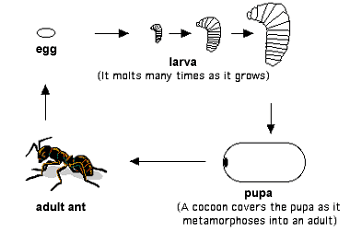 egg
larva
(It molts many times as it grows)
pupa
(A cocoon covers the pupa as it
metamorphoses into an adult)
adult ant